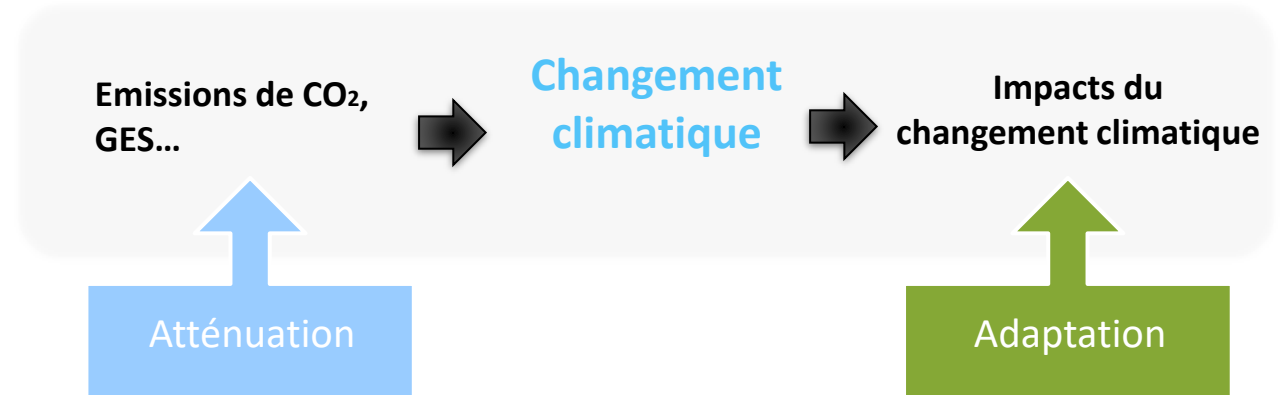 Emissions de CO₂,
GES...
Changement
climatique
Impacts du
changement climatique
Atténuation
Adaptation